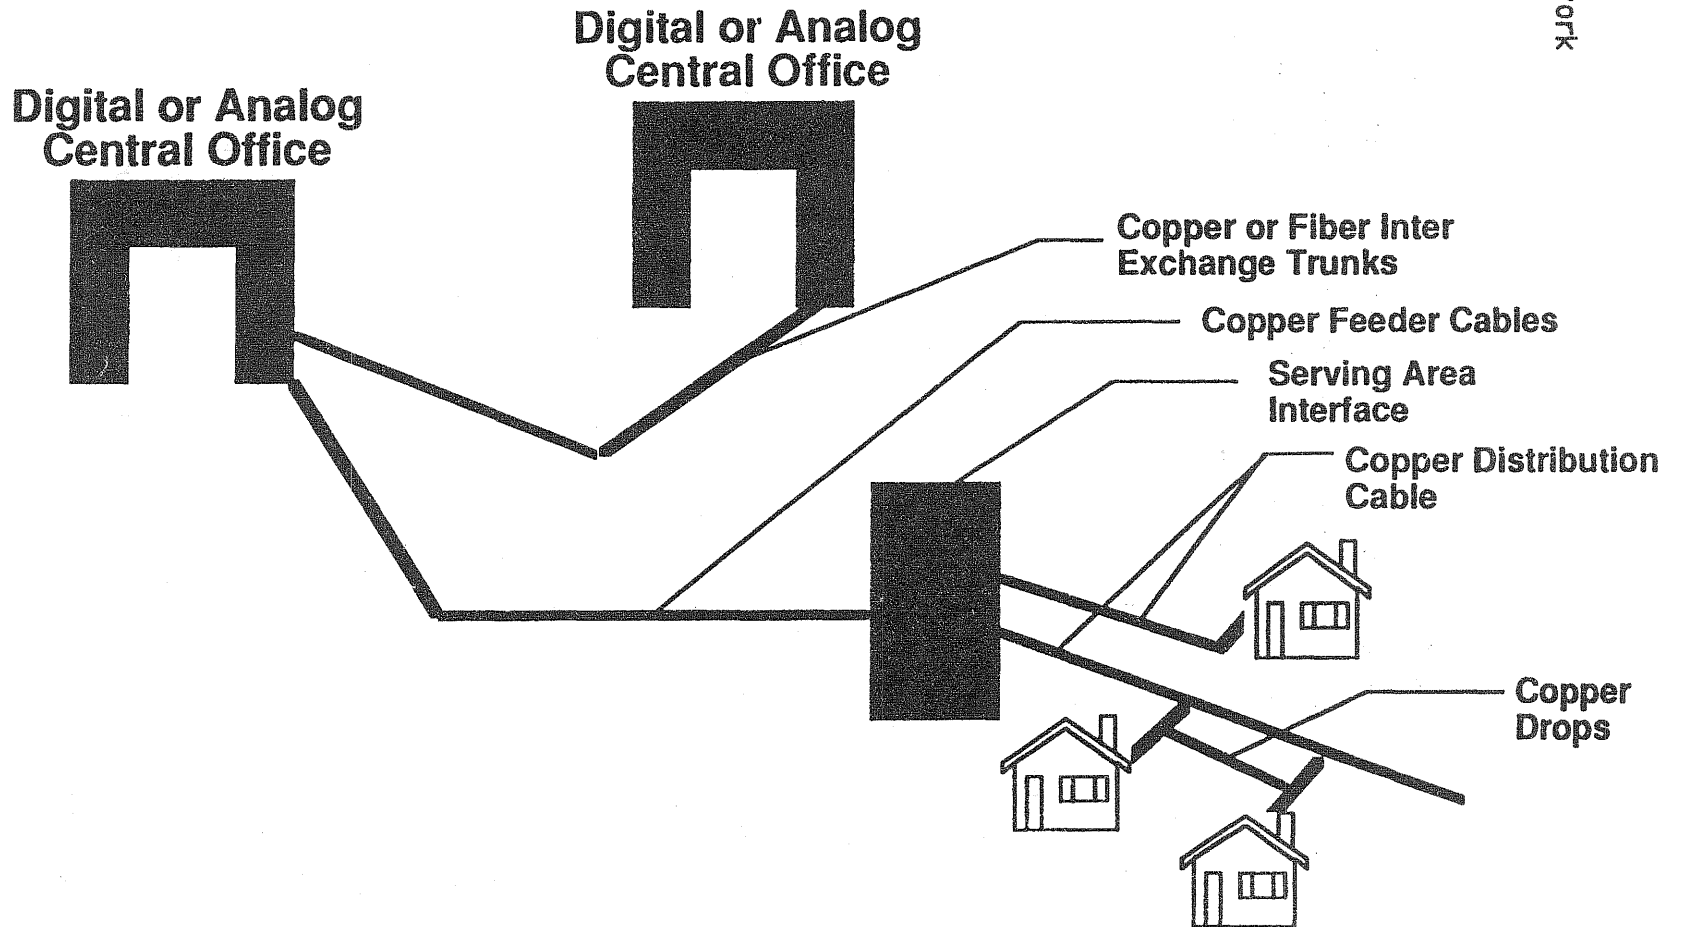 ork
Digital or Analog
Central Office
Digital or Analog
Central Office
Copper or Fiber Inter
Exchange Trunks
Copper Feeder Cables
Serving Area
Interface
Copper Distribution
Cable
Copper
Drops